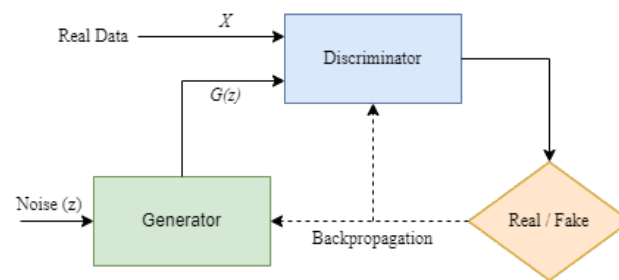 Real Data
X
Discriminator
G(z)
Noise (z)
Generator
Real / Fake
Backpropagation